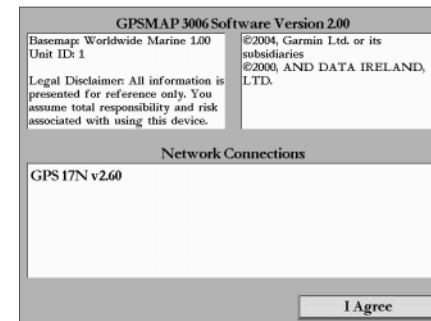 GPSMAP 3006 Software Version 2.00
Basemap: Worldwide Marine 1.00
Unit ID: 1
Legal Disclaimer: All information is
presented for reference only. You
assume total responsibility and risk
associated with using this device.
©2004, Garmin Ltd. or its
subsidiaries
©2000, AND DATA IRELAND,
LTD.
Network Connections
GPS 17N v2.60
I Agree